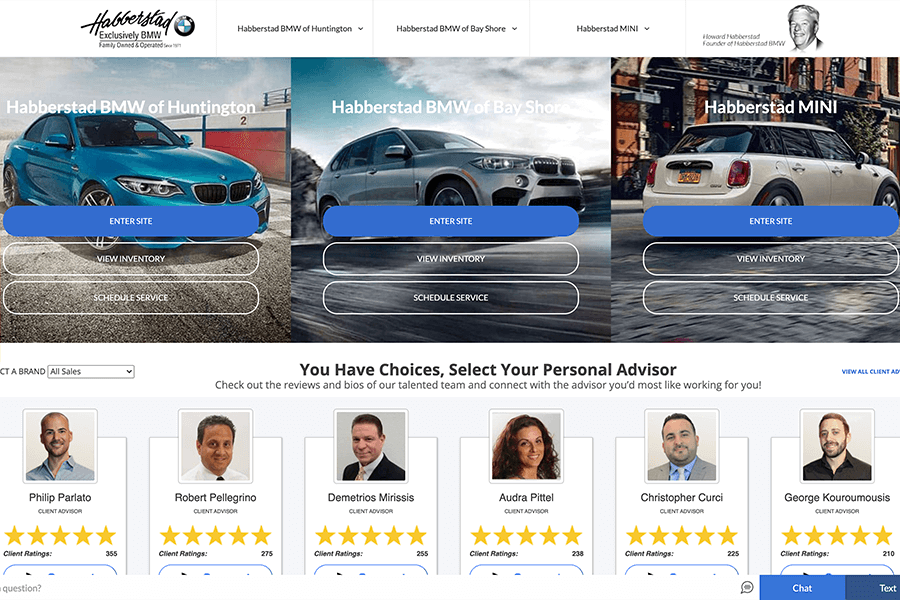 Habberstad
Exclusively BMW
Family Owned & Operated Since 1971
Habberstad BMW of Huntington
Habberstad BMW of Bay Shore
Habberstad MINI
Howard Habberstad
Founder of Habberstad BMW
Habberstad BMW of Huntington
Habberstad BMW of Bay Shore
Habberstad MINI
2
ENTER SITE
ENTER SITE
ENTER SITE
VIEW INVENTORY
VIEW INVENTORY
VIEW INVENTORY
SCHEDULE SERVICE
SCHEDULE SERVICE
SCHEDULE SERVICE
CT A BRAND All Sales
You Have Choices, Select Your Personal Advisor
VIEW ALL CLIENT AD
Check out the reviews and bios of our talented team and connect with the advisor you'd most like working for you!
Philip Parlato
CLIENT ADVISOR
Client Ratings: 355
Robert Pellegrino
CLIENT ADVISOR
Client Ratings: 275
Demetrios Mirissis
CLIENT ADVISOR
Client Ratings: 255
Audra Pittel
CLIENT ADVISOR
Client Ratings: 238
Christopher Curci
CLIENT ADVISOR
Client Ratings: 225
George Kouroumousis
CLIENT ADVISOR
Client Ratings: 210
question?
Chat
Text